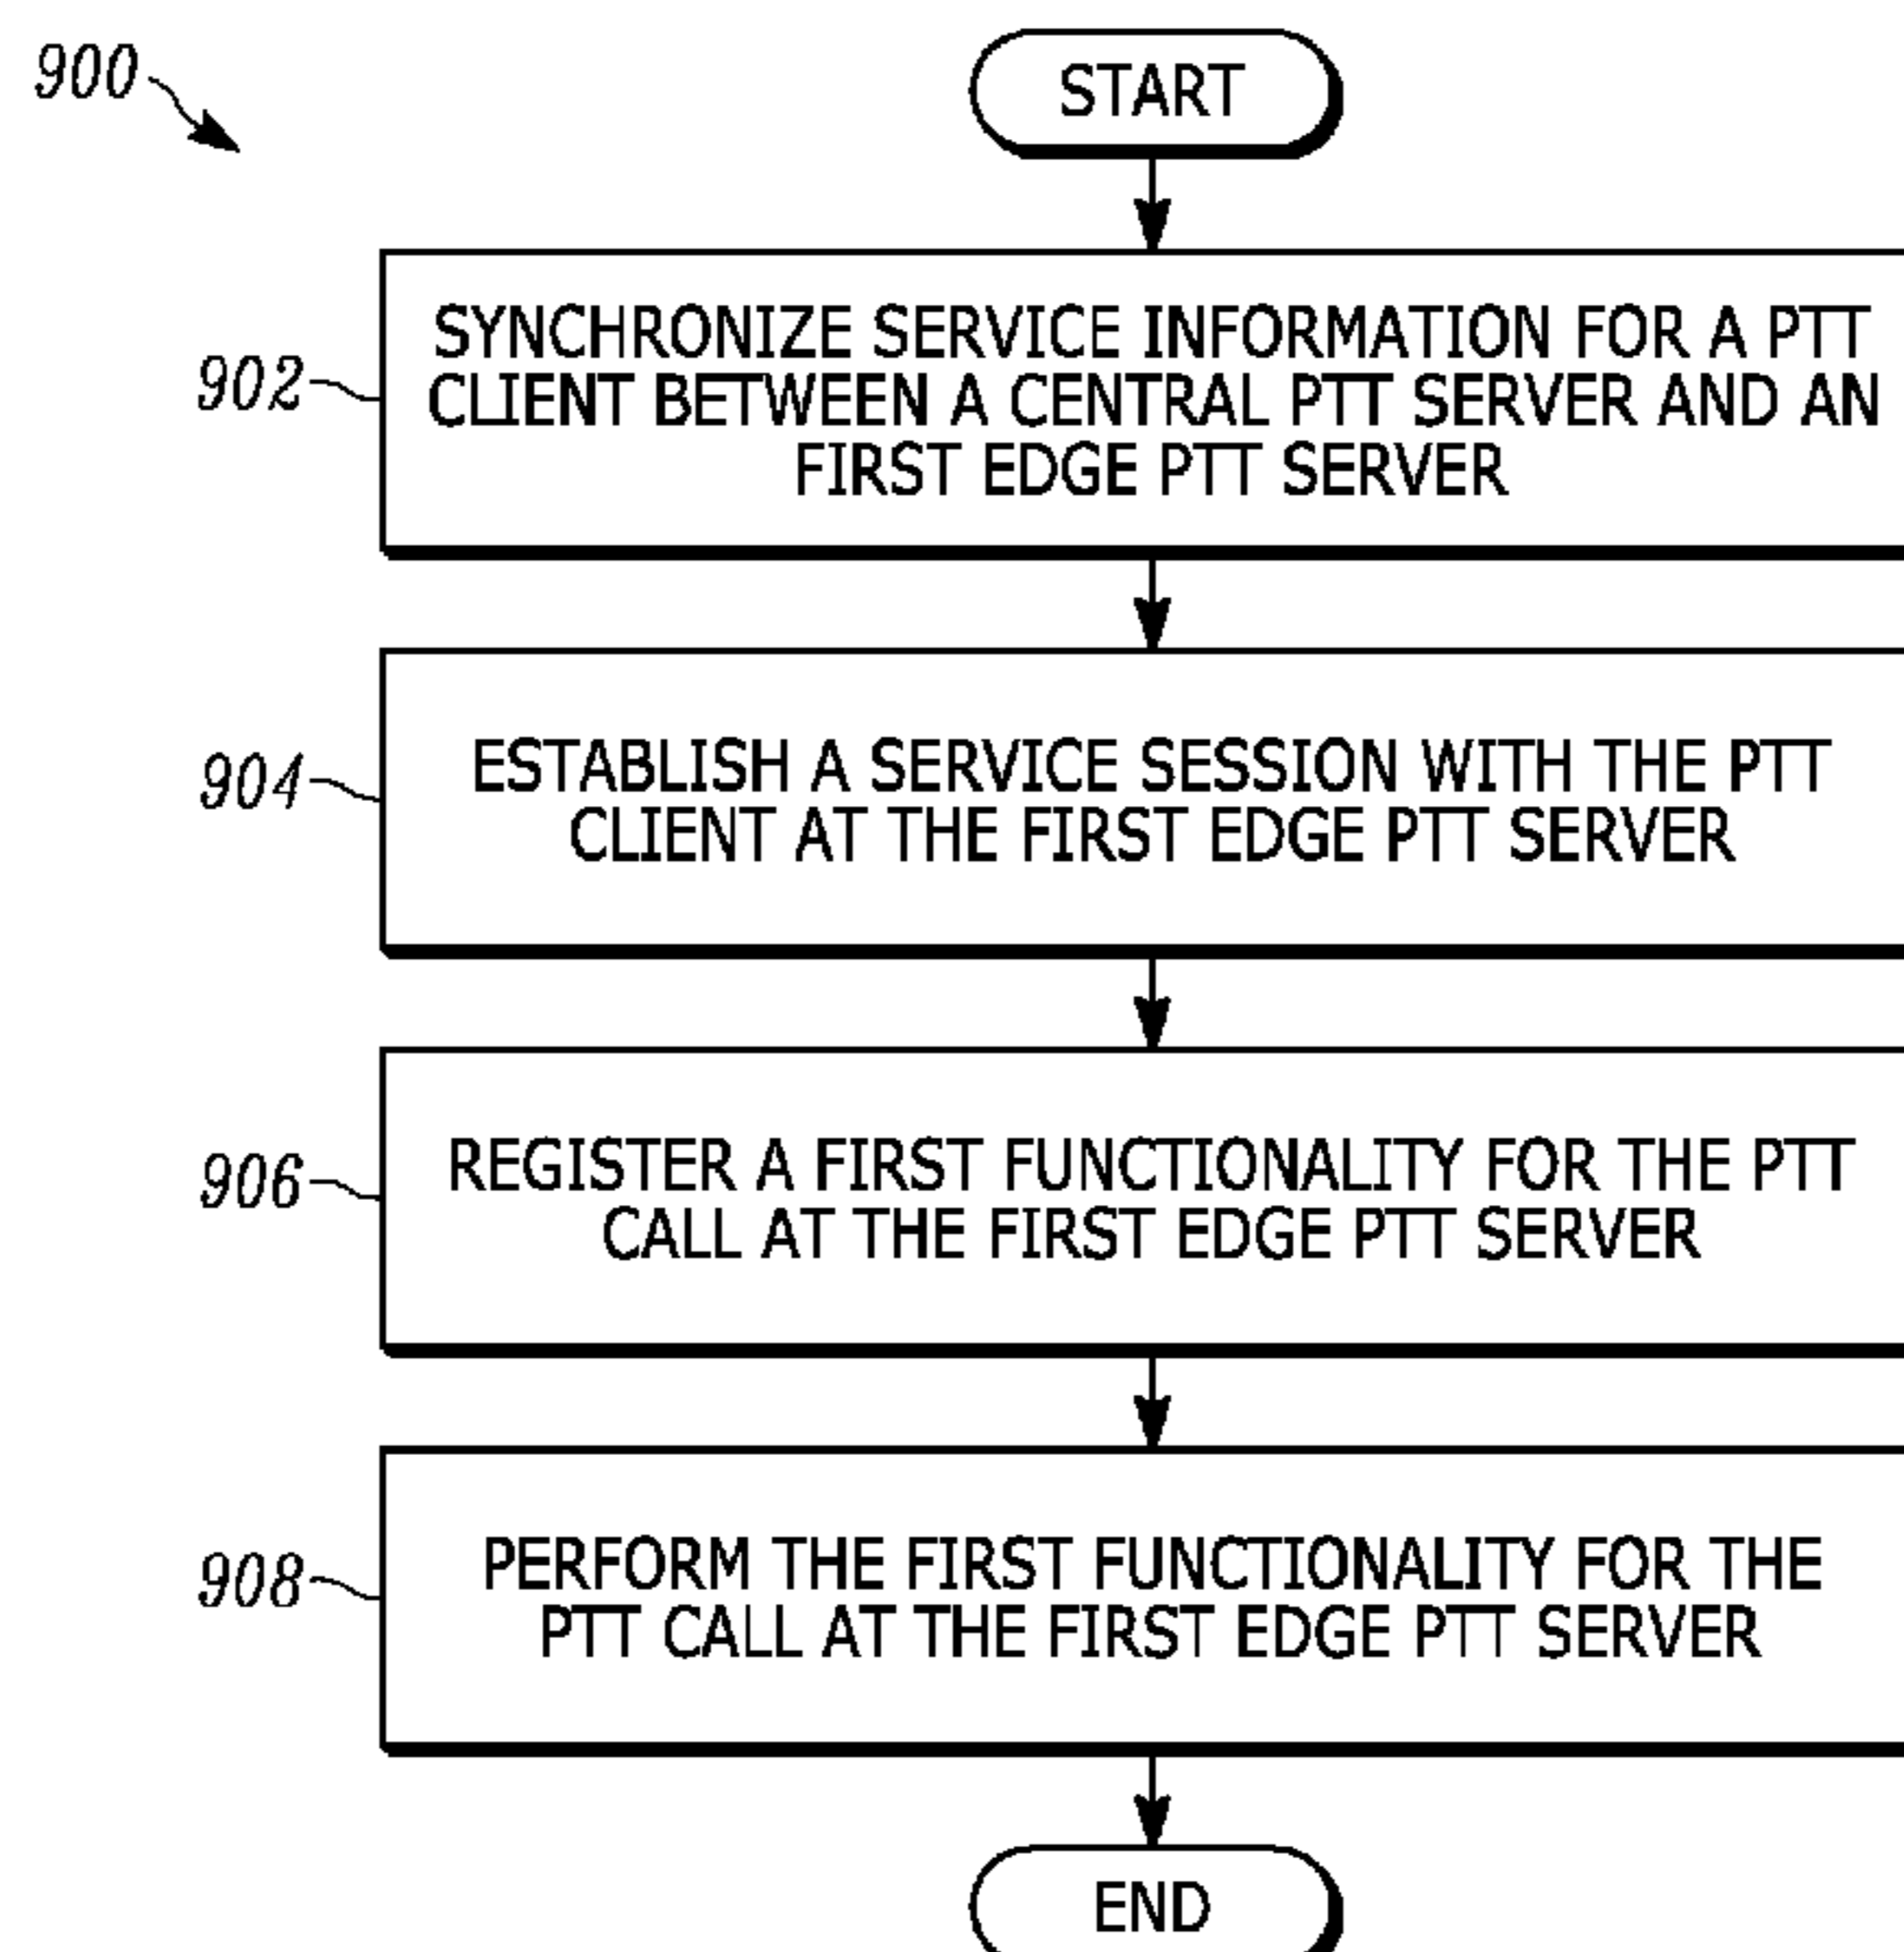 900
START
902
SYNCHRONIZE SERVICE INFORMATION FOR A PTT
CLIENT BETWEEN A CENTRAL PTT SERVER AND AN
FIRST EDGE PTT SERVER
904
ESTABLISH A SERVICE SESSION WITH THE PTT
CLIENT AT THE FIRST EDGE PTT SERVER
906
REGISTER A FIRST FUNCTIONALITY FOR THE PTT
CALL AT THE FIRST EDGE PTT SERVER
908
PERFORM THE FIRST FUNCTIONALITY FOR THE
PTT CALL AT THE FIRST EDGE PTT SERVER
END